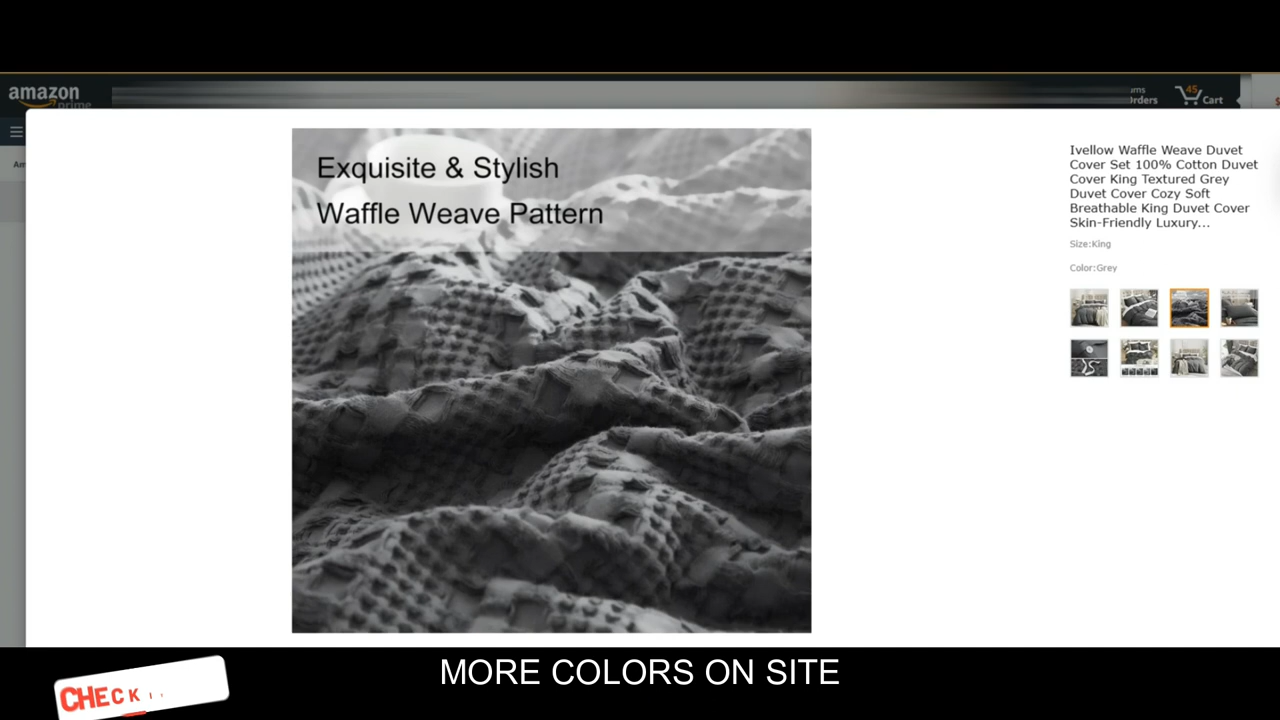 amazon
prime
Orders
45
Cart
Exquisite & Stylish
Waffle Weave Pattern
Ivellow Waffle Weave Duvet
Cover Set 100% Cotton Duvet
Cover King Textured Grey
Duvet Cover Cozy Soft
Breathable King Duvet Cover
Skin-Friendly Luxury...
Size:King
Color:Grey
MORE COLORS ON SITE
CHECK